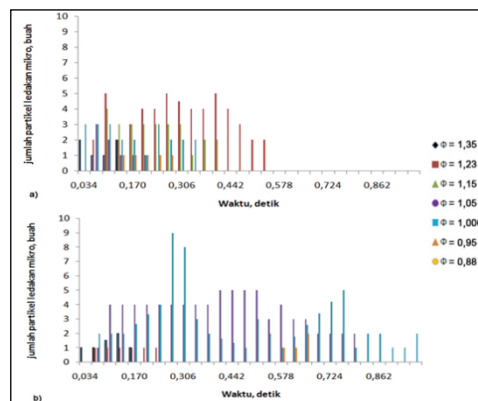 jumlah partikel ledakan mikro, buah
10
9
8
7
6
5
4
3
2
1
0
0,034 0,170 0,306 0,442 0,578 0,724 0,862
a)
Waktu, detik
Φ = 1,35
Φ = 1,23
Φ = 1,15
Φ = 1,05
Φ = 1,000
Φ = 0,95
Φ = 0,88
jumlah partikel ledakan mikro, buah
10
9
8
7
6
5
4
3
2
1
0
0,034 0,170 0,306 0,442 0,578 0,724 0,862
Waktu, detik
b)